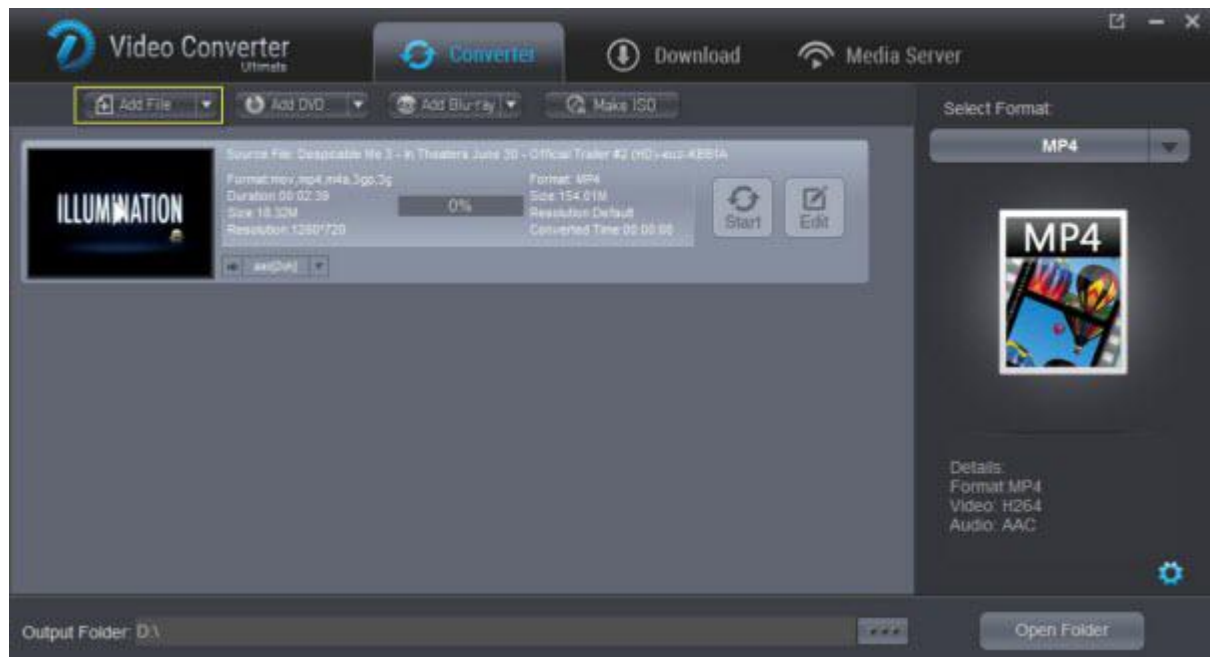 Video Converter
Ultimate
Converter
Download
Media Server
Add File
Add DVD
Add Blu-ray
Make ISO
Select Format:
MP4
Source File: Despicable Me 3 - In Theaters June 30 - Official Trailer #2 (HD)-
Format:mov,mp4,m4a,3gp,3g
Duration:00:02:39
Size:18.32M
Resolution:1280*720
0%
Format: MP4
Size:154.01M
Resolution:Default
Converted Time:00:00:00
Start
Edit
ILLUMINATION
MP4
Details:
Format:MP4
Video: H264
Audio: AAC
Output Folder: D:\
Open Folder